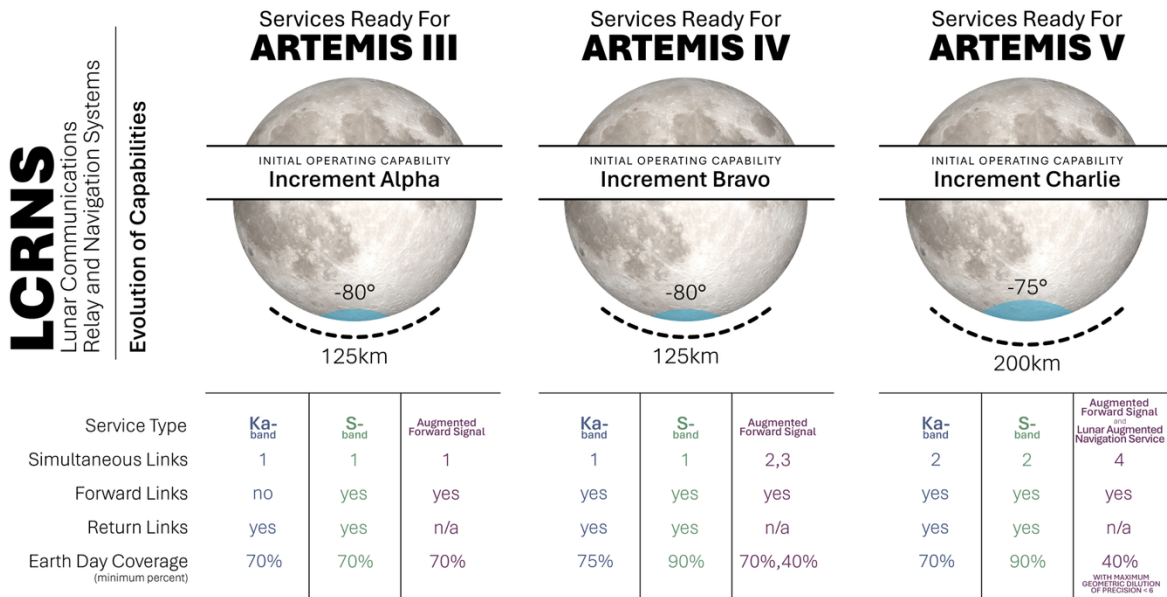 LCRNS
Lunar Communications
Relay and Navigation Systems
Evolution of Capabilities
Services Ready For
ARTEMIS III
INITIAL OPERATING CAPABILITY
Increment Alpha
-80°
125km
Services Ready For
ARTEMIS IV
INITIAL OPERATING CAPABILITY
Increment Bravo
-80°
125km
Services Ready For
ARTEMIS V
INITIAL OPERATING CAPABILITY
Increment Charlie
-75°
200km
Service Type
Ka-
band
S-
band
Augmented
Forward Signal
Ka-
band
S-
band
Augmented
Forward Signal
Ka-
band
S-
band
Augmented
Forward Signal
and
Lunar Augmented
Navigation Service
Simultaneous Links 1 1 1 1 1 2,3 2 2 4
Forward Links no yes yes yes yes yes yes yes yes
Return Links yes yes n/a yes yes n/a yes yes n/a
Earth Day Coverage 70% 70% 70% 75% 90% 70%,40% 70% 90% 40%
(minimum percent)
WITH MAXIMUM
GEOMETRIC DILUTION
OF PRECISION < 6